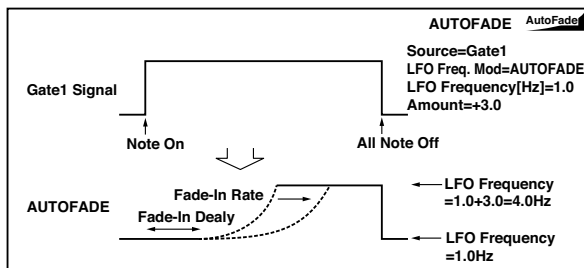 AUTOFADE AutoFade
Source=Gate1
LFO Freq. Mod=AUTOFADE
LFO Frequency[Hz]=1.0
Amount=+3.0
Gate1 Signal
Note On
All Note Off
AUTOFADE
Fade-In Rate
Fade-In Dealy
LFO Frequency
=1.0+3.0=4.0Hz
LFO Frequency
=1.0Hz